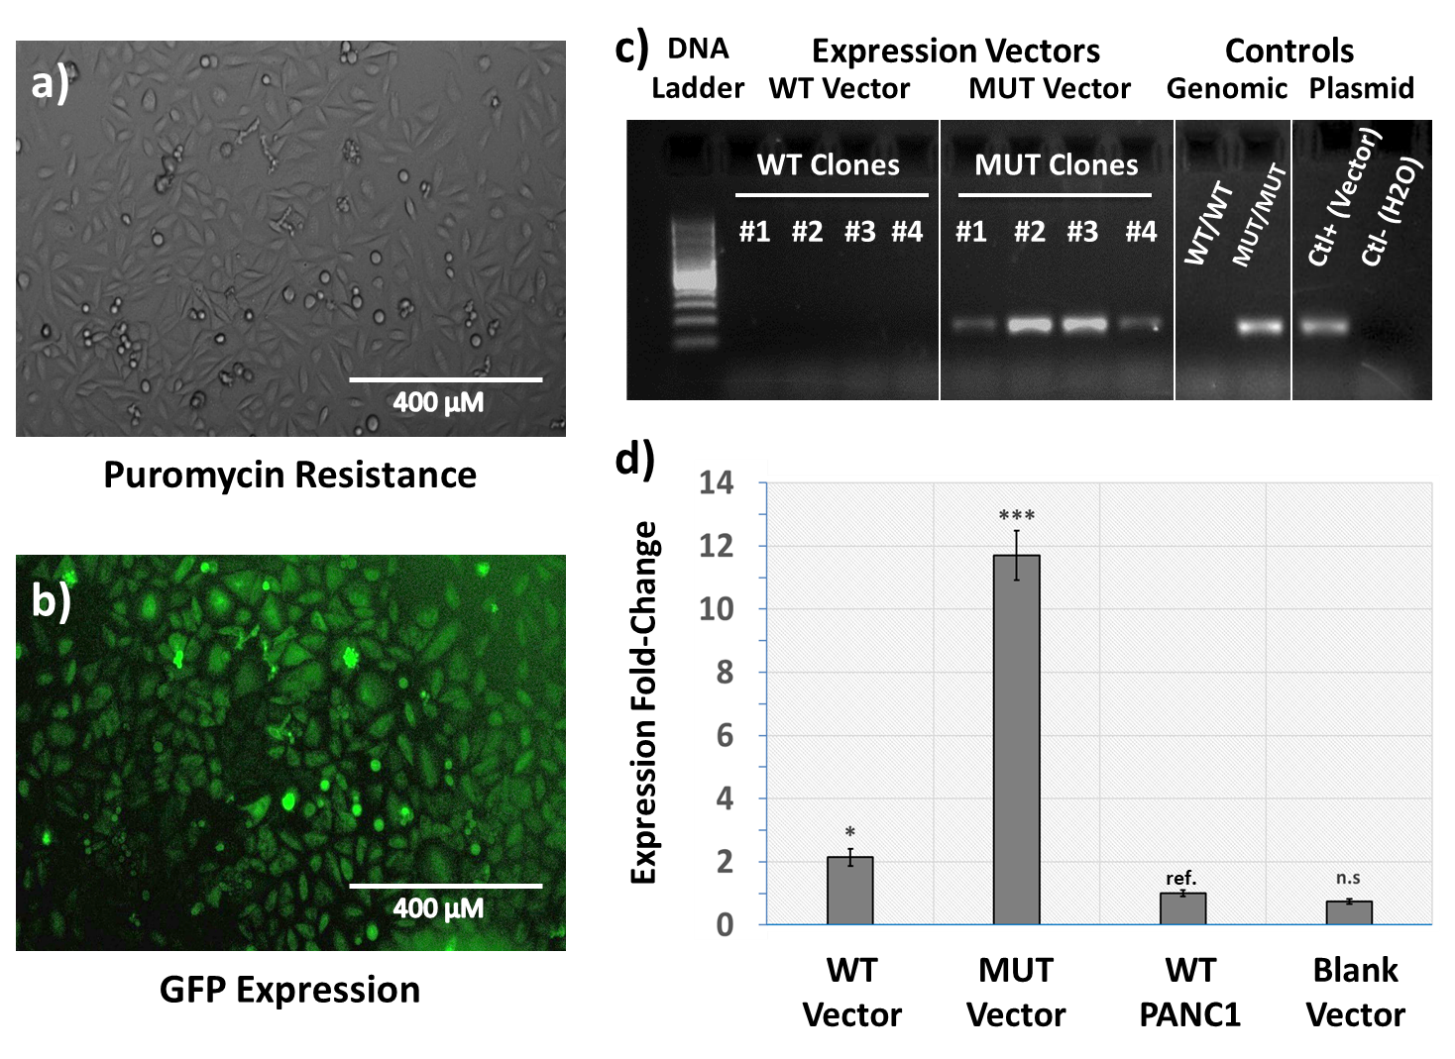 a)
400 µM
Puromycin Resistance
b)
400 µM
GFP Expression
c)
DNA Ladder
Expression Vectors
WT Vector
MUT Vector
Controls
Genomic
Plasmid
WT Clones
#1 #2 #3 #4
MUT Clones
#1 #2 #3 #4
WT/WT
MUT/MUT
Ctl+ (Vector)
Ctl- (H2O)
d)
Expression Fold-Change
14
12
10
8
6
4
2
0
*
***
ref.
n.s
WT Vector
MUT Vector
WT PANC1
Blank Vector